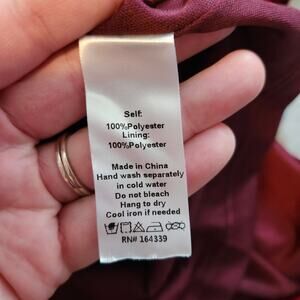 Self:
100%Polyester
Lining:
100%Polyester
Made in China
Hand wash separately
in cold water
Do not bleach
Hang to dry
Cool iron if needed
RN# 164339